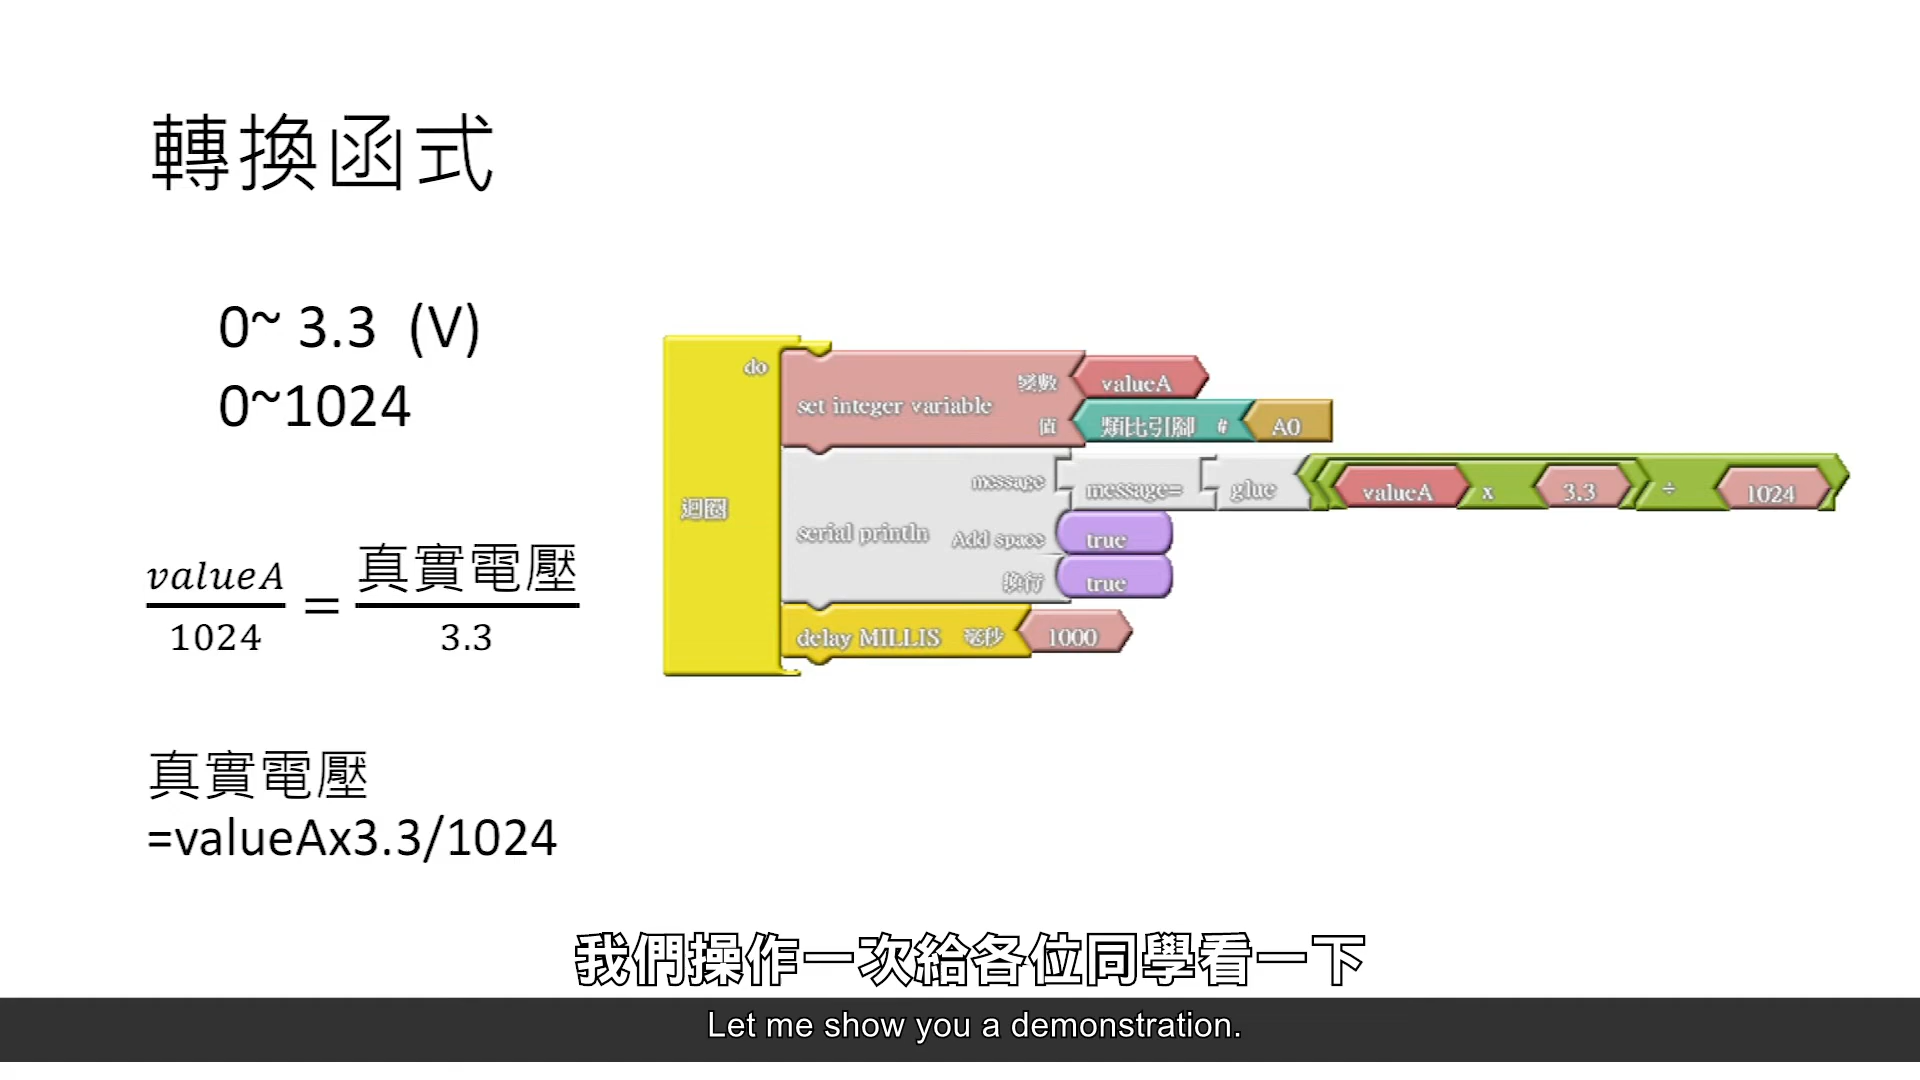 轉換函式
0~ 3.3 (V)
0~1024
valueA
1024
=
真實電壓
3.3
真實電壓
=valueAx3.3/1024
迴圈
do
set integer variable
變數
valueA
值
類比引腳 #
A0
serial println
message
message=
glue
valueA
x
3.3
÷
1024
Add space
true
換行
true
delay MILLIS 毫秒
1000
我們操作一次給各位同學看一下
Let me show you a demonstration.